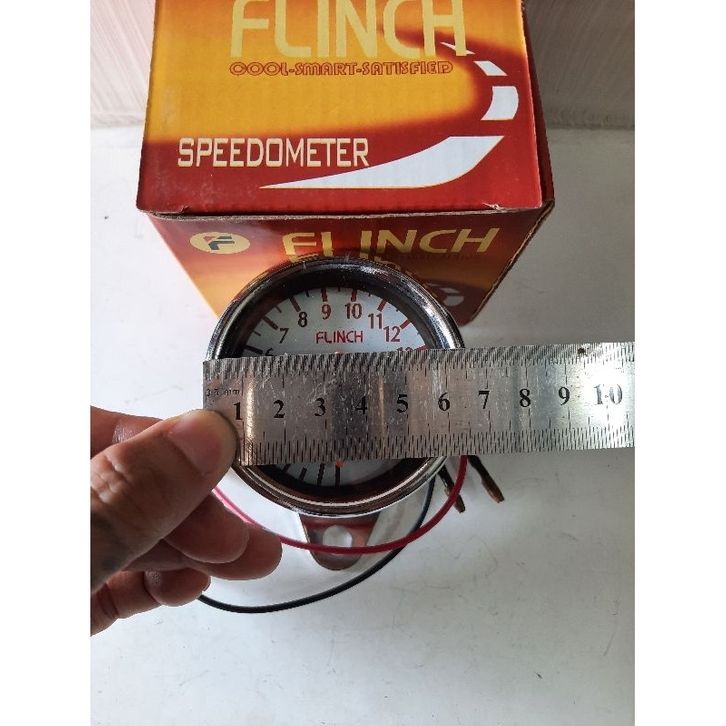 FLINCH
COOL-SMART-SATISFIED
SPEEDOMETER
F FLINCH
7 8 9 10 11 12
FLINCH
1 2 3 4 5 6 7 8 9 10